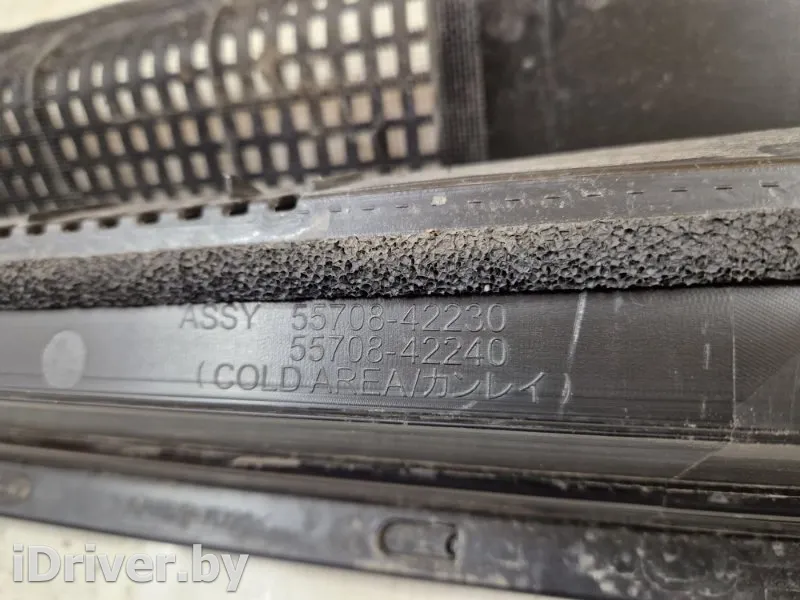 ASSY 55708-42230
55708-42240
(COLD AREA/カンレイ)
iDriver.by